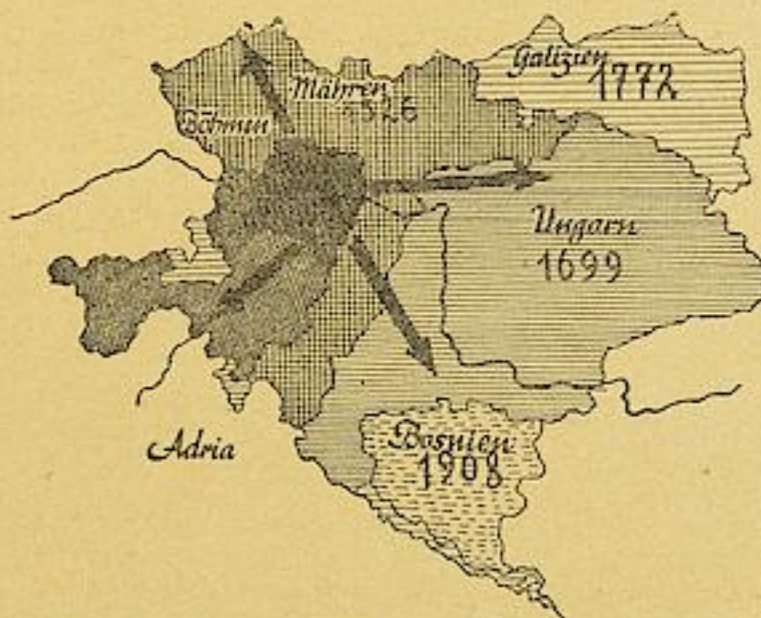 Galizien
1772
Mähren
Böhmen
Ungarn
1699
Adria
Bosnien
1908